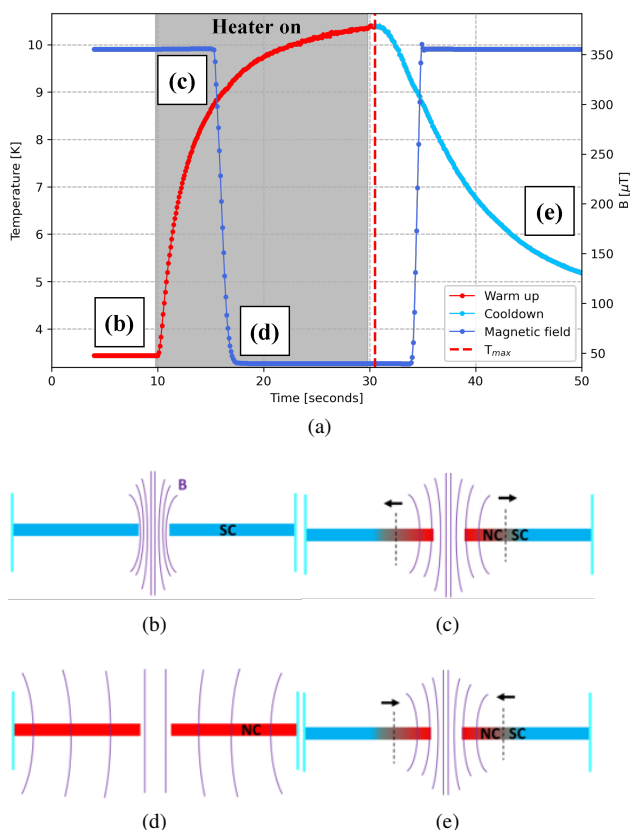 Heater on
10
9
8
7
6
5
4
Temperature [K]
350
300
250
200
150
100
50
B [µT]
(c)
(b)
(d)
(e)
Warm up
Cooldown
Magnetic field
Tmax
0
10
20
30
40
50
Time [seconds]
(a)
B
SC
NC SC
(b)
(c)
NC
NC SC
(d)
(e)